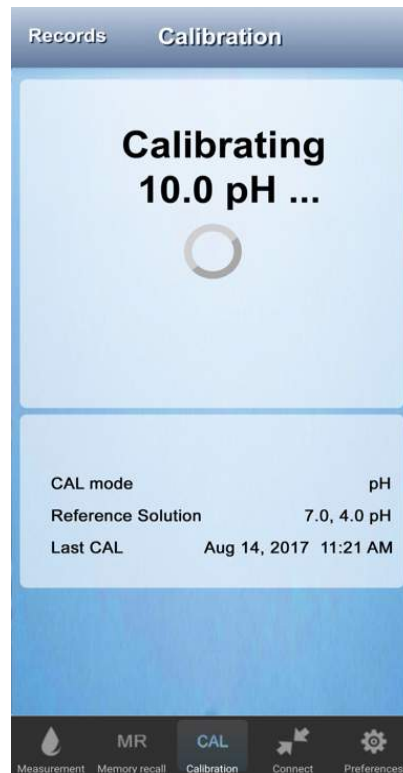 Records Calibration
Calibrating
10.0 pH ...
CAL mode pH
Reference Solution 7.0, 4.0 pH
Last CAL Aug 14, 2017 11:21 AM
MR CAL
Measurement Memory recall Calibration Connect Preferences